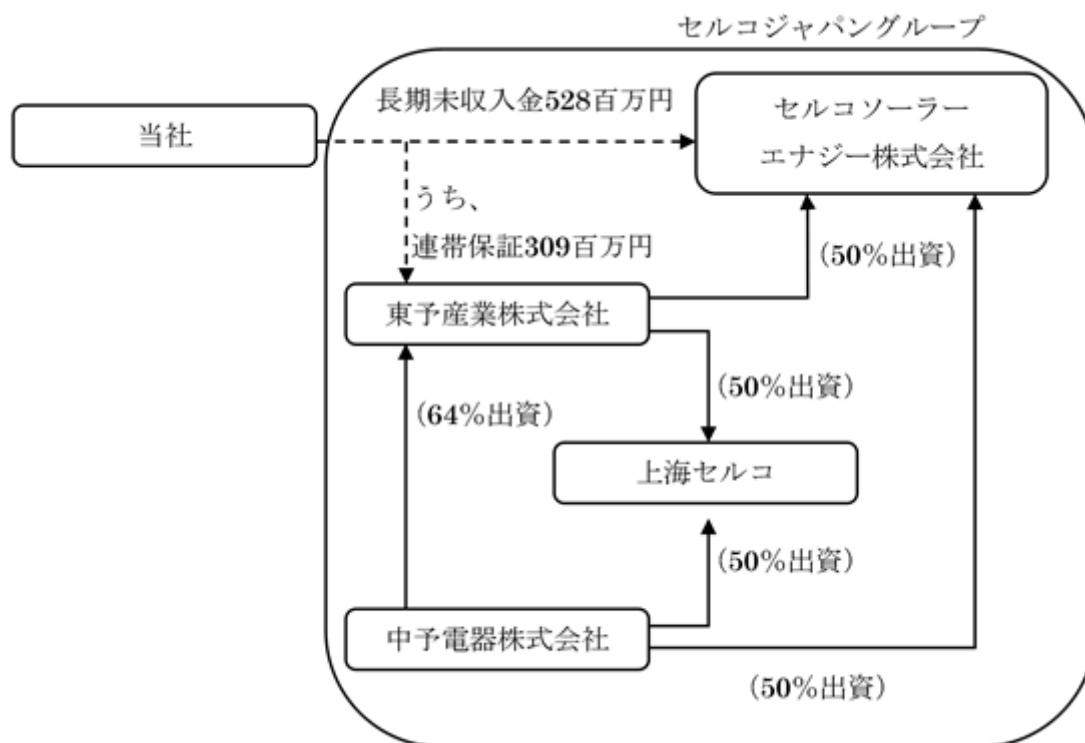 セルコジャパングループ
長期未収入金528百万円
当社
セルコソーラー
エナジー株式会社
うち、
連帯保証309百万円
(50%出資)
東予産業株式会社
(50%出資)
(64%出資)
上海セルコ
(50%出資)
中予電器株式会社
(50%出資)